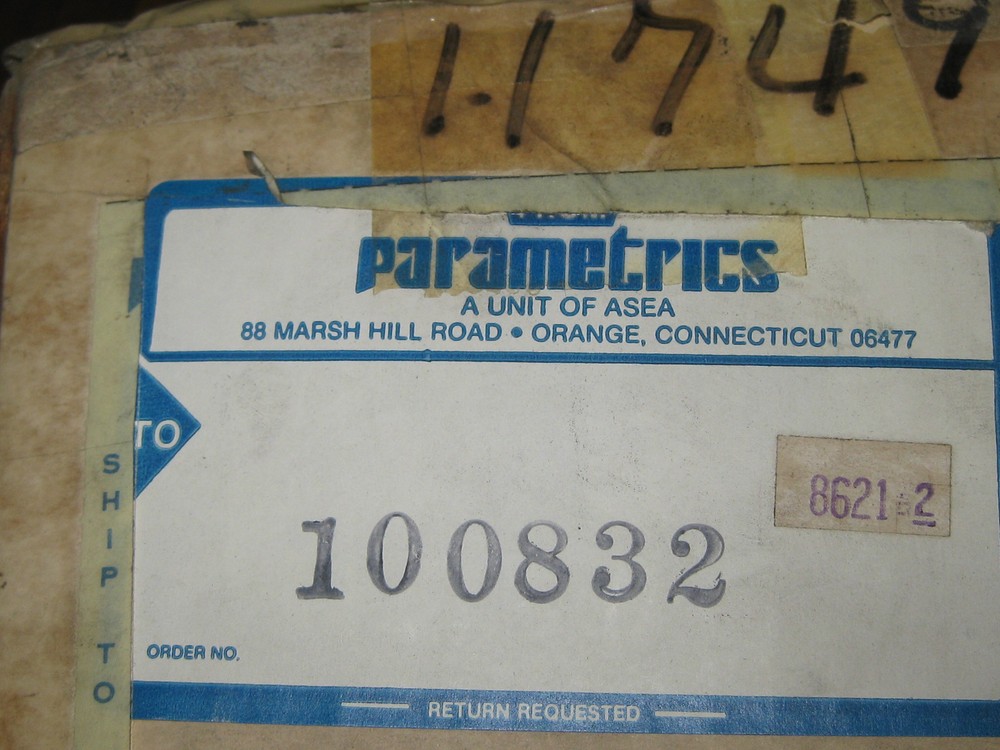 1.1749
FROM
parametrics
A UNIT OF ASEA
88 MARSH HILL ROAD • ORANGE, CONNECTICUT 06477
TO
8621 2
100832
SHIP TO
ORDER NO.
RETURN REQUESTED